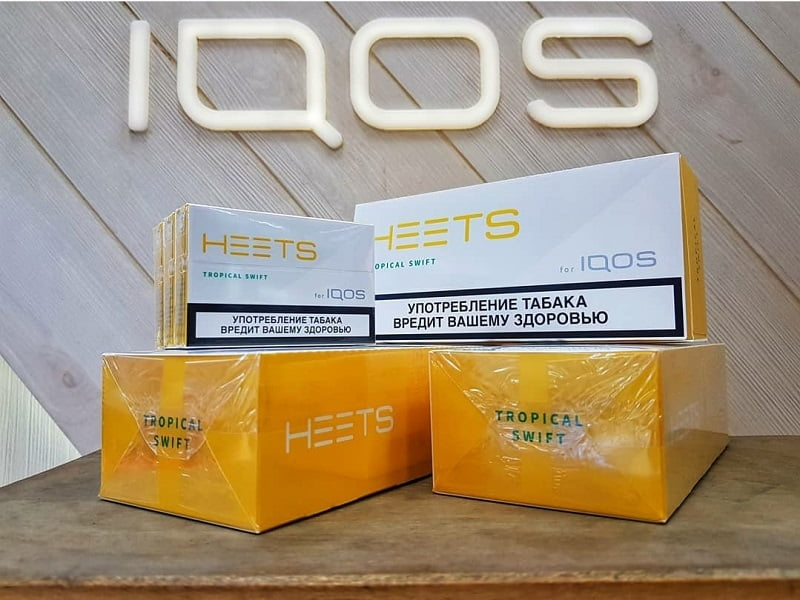 IQOS
HEETS
TROPICAL SWIFT
for IQOS
УПОТРЕБЛЕНИЕ ТАБАКА
ВРЕДИТ ВАШЕМУ ЗДОРОВЬЮ
HEETS
OPICAL SWIFT
for IQOS
УПОТРЕБЛЕНИЕ ТАБАКА
ВРЕДИТ ВАШЕМУ ЗДОРОВЬЮ
TROPICAL
SWIFT
HEETS
TROPICAL
SWIFT